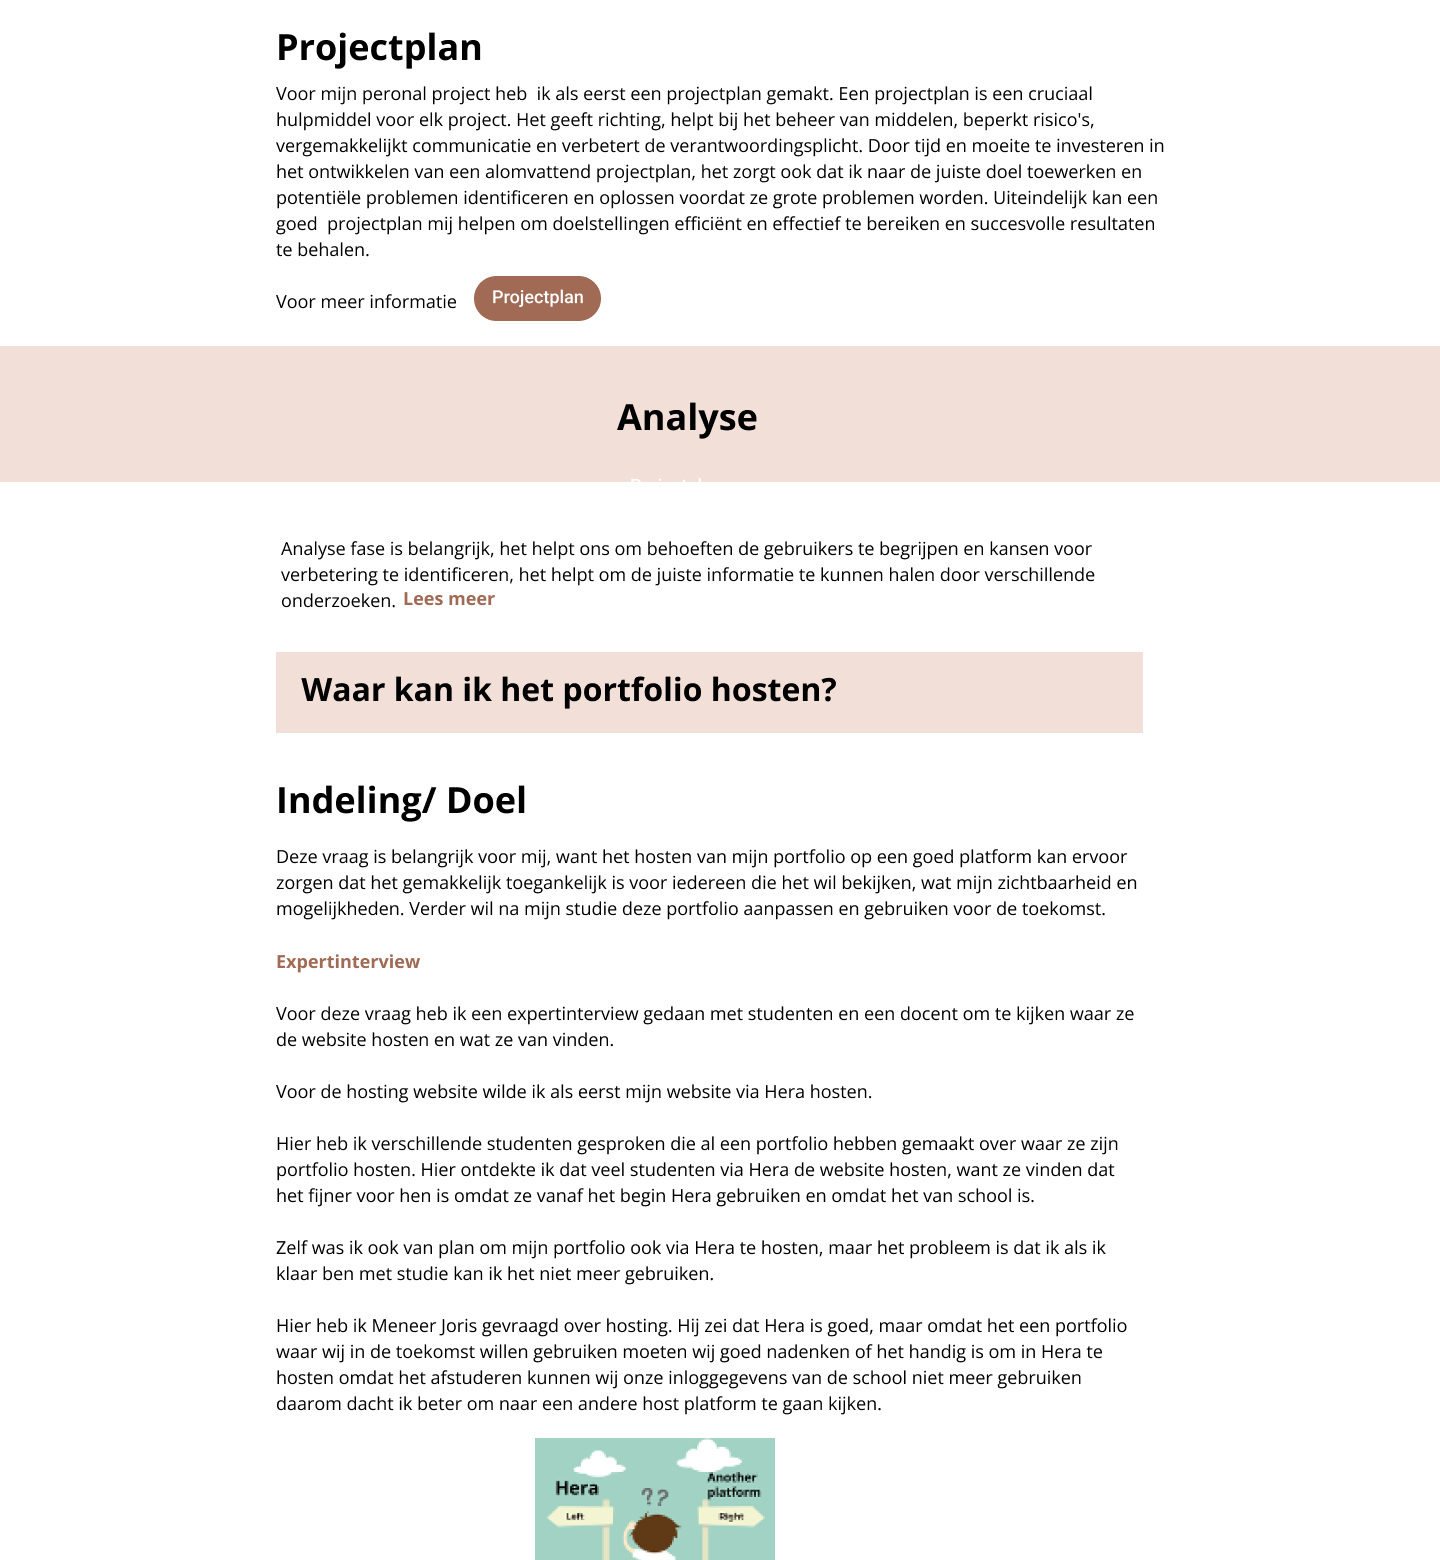 Projectplan
Voor mijn peronal project heb  ik als eerst een projectplan gemakt. Een projectplan is een cruciaal
hulpmiddel voor elk project. Het geeft richting, helpt bij het beheer van middelen, beperkt risico's,
vergemakkelijkt communicatie en verbetert de verantwoordingsplicht. Door tijd en moeite te investeren in
het ontwikkelen van een alomvattend projectplan, het zorgt ook dat ik naar de juiste doel toewerken en
potentiële problemen identificeren en oplossen voordat ze grote problemen worden. Uiteindelijk kan een
goed  projectplan mij helpen om doelstellingen efficiënt en effectief te bereiken en succesvolle resultaten
te behalen.
Voor meer informatie Projectplan
Analyse
Analyse fase is belangrijk, het helpt ons om behoeften de gebruikers te begrijpen en kansen voor
verbetering te identificeren, het helpt om de juiste informatie te kunnen halen door verschillende
onderzoeken. Lees meer
Waar kan ik het portfolio hosten?
Indeling/ Doel
Deze vraag is belangrijk voor mij, want het hosten van mijn portfolio op een goed platform kan ervoor
zorgen dat het gemakkelijk toegankelijk is voor iedereen die het wil bekijken, wat mijn zichtbaarheid en
mogelijkheden. Verder wil na mijn studie deze portfolio aanpassen en gebruiken voor de toekomst.
Expertinterview
Voor deze vraag heb ik een expertinterview gedaan met studenten en een docent om te kijken waar ze
de website hosten en wat ze van vinden.
Voor de hosting website wilde ik als eerst mijn website via Hera hosten.
Hier heb ik verschillende studenten gesproken die al een portfolio hebben gemaakt over waar ze zijn
portfolio hosten. Hier ontdekte ik dat veel studenten via Hera de website hosten, want ze vinden dat
het fijner voor hen is omdat ze vanaf het begin Hera gebruiken en omdat het van school is.
Zelf was ik ook van plan om mijn portfolio ook via Hera te hosten, maar het probleem is dat ik als ik
klaar ben met studie kan ik het niet meer gebruiken.
Hier heb ik Meneer Joris gevraagd over hosting. Hij zei dat Hera is goed, maar omdat het een portfolio
waar wij in de toekomst willen gebruiken moeten wij goed nadenken of het handig is om in Hera te
hosten omdat het afstuderen kunnen wij onze inloggegevens van de school niet meer gebruiken
daarom dacht ik beter om naar een andere host platform te gaan kijken.
Hera
Another
platform
??
Left
Right